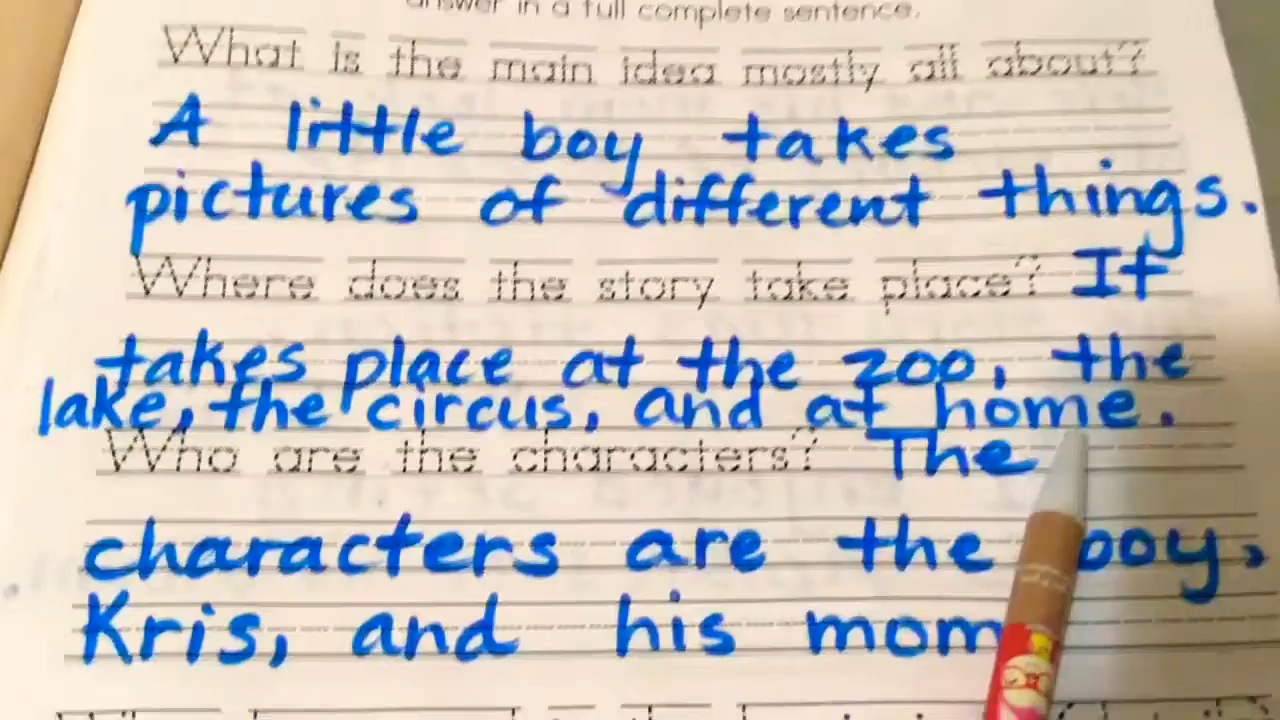 answer in a full complete sentence.
What is the main idea mostly all about?
A little boy takes
pictures of different things.
Where does the story take place? It
takes place at the zoo, the
lake, the circus, and at home.
Who are the characters? The
characters are the boy,
Kris, and his mom